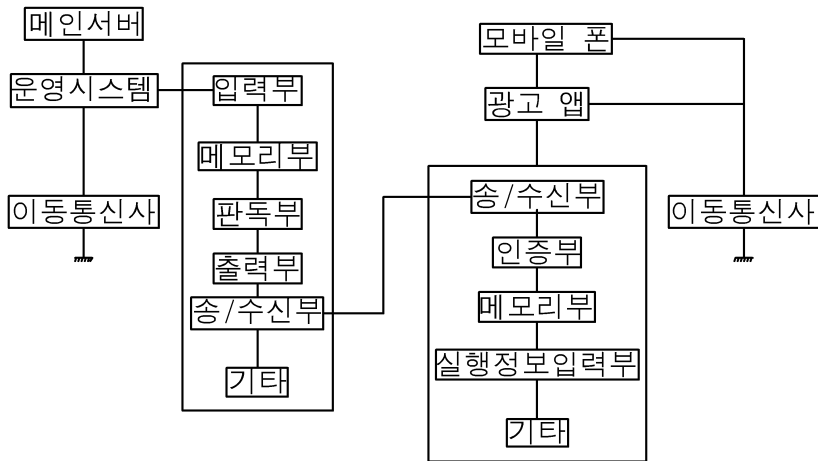 메인서버
운영시스템
이동통신사
입력부
메모리부
판독부
출력부
송/수신부
기타
모바일 폰
광고 앱
송/수신부
인증부
메모리부
실행정보입력부
기타
이동통신사